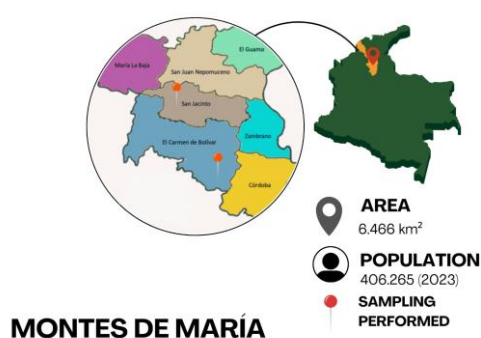 El Guamo
María La Baja
San Juan Nepomuceno
San Jacinto
El Carmen de Bolívar
Zambrano
Córdoba
AREA
6.466 km²
POPULATION
406.265 (2023)
SAMPLING
PERFORMED
MONTES DE MARÍA